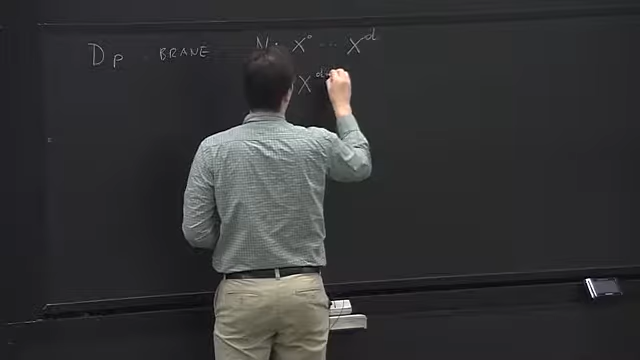 Dp - BRANE N: X⁰ ... X^d
X^d